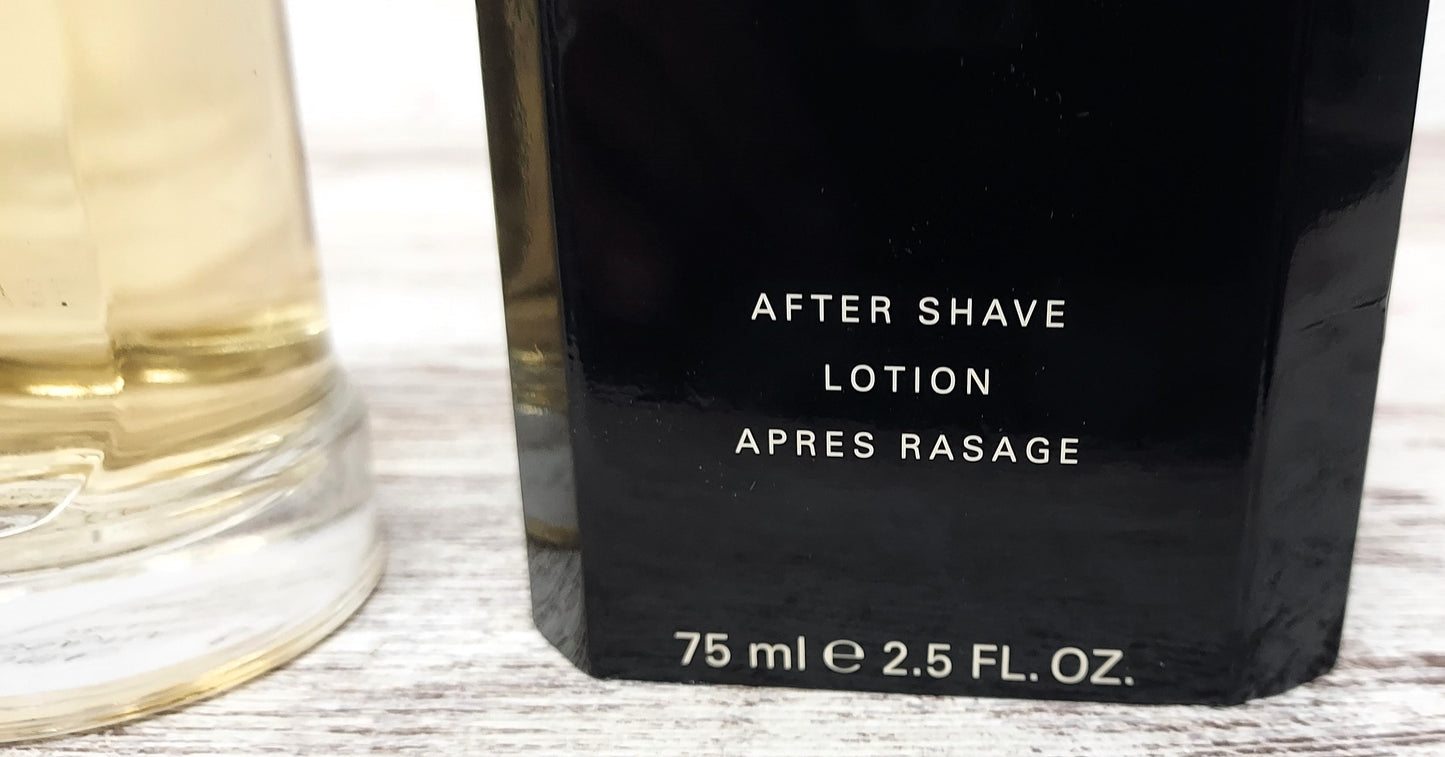 AFTER SHAVE
LOTION
APRES RASAGE
75 ml ℮ 2.5 FL. OZ.